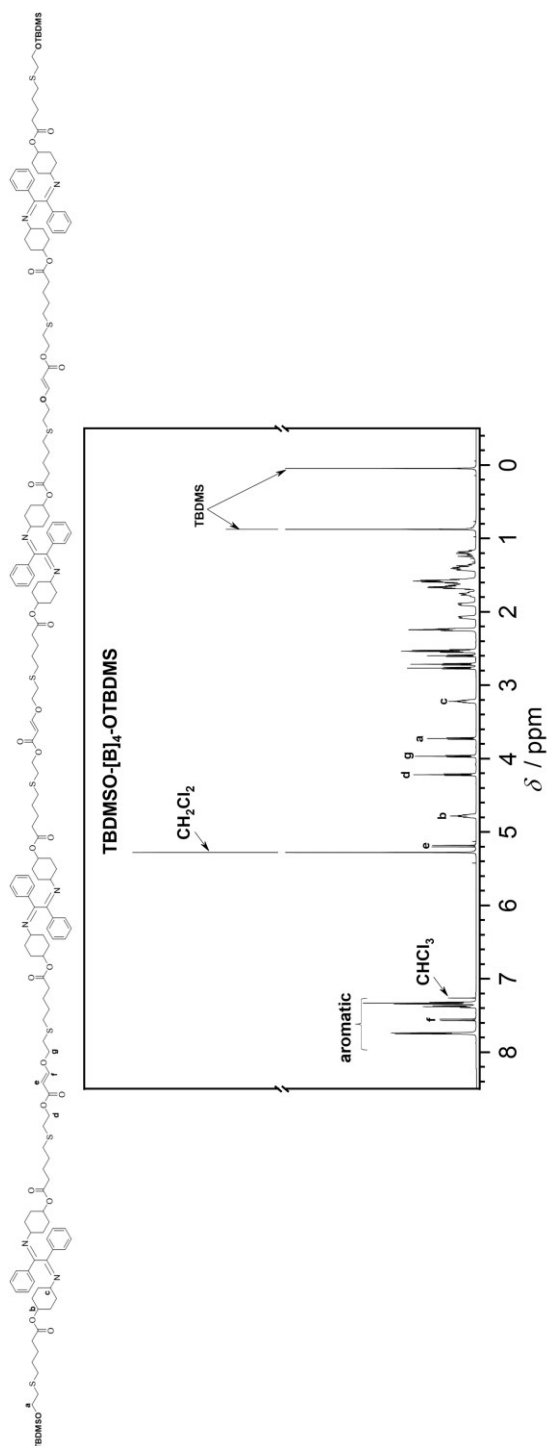 TBDMSO a S O O b c N N O O S d O O e f O g S O O N N O O S O O O S O O N N O O S O O O S O O N N O O S OTBDMS
TBDMSO-[B]₄-OTBDMS
CH₂Cl₂
TBDMS
aromatic
CHCl₃
f
e
b
d
g
a
c
8 7 6 5 4 3 2 1 0
δ / ppm